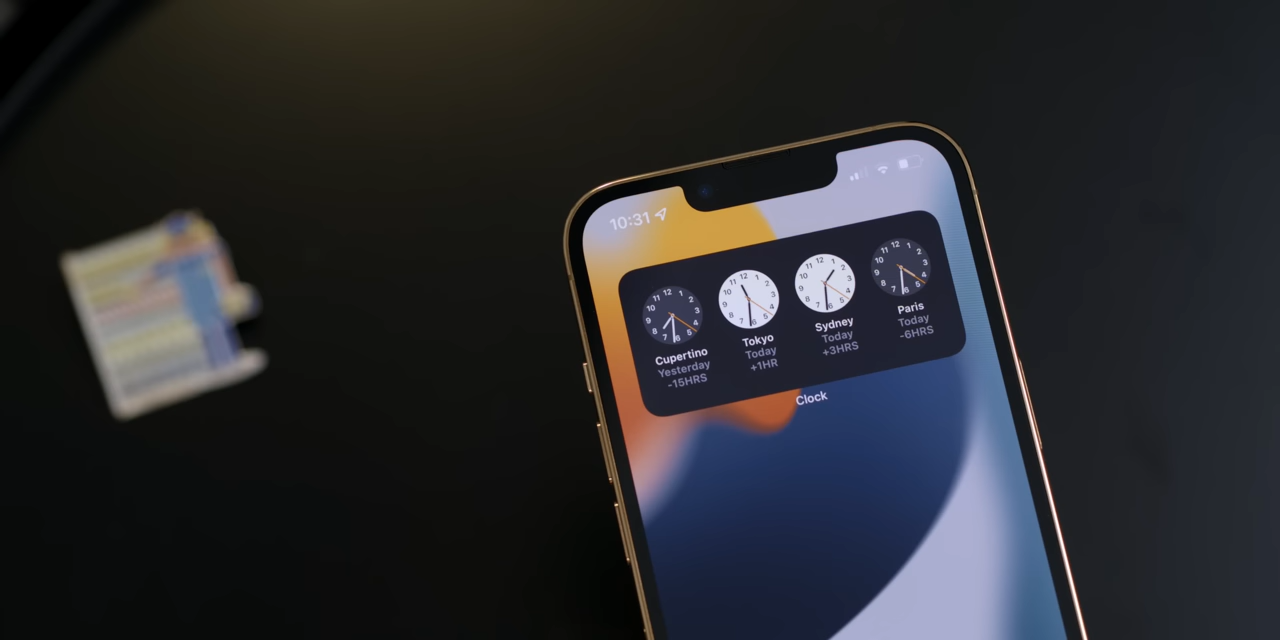 10:31
Cupertino
Yesterday
-15HRS
Tokyo
Today
+1HR
Sydney
Today
+3HRS
Paris
Today
-6HRS
Clock